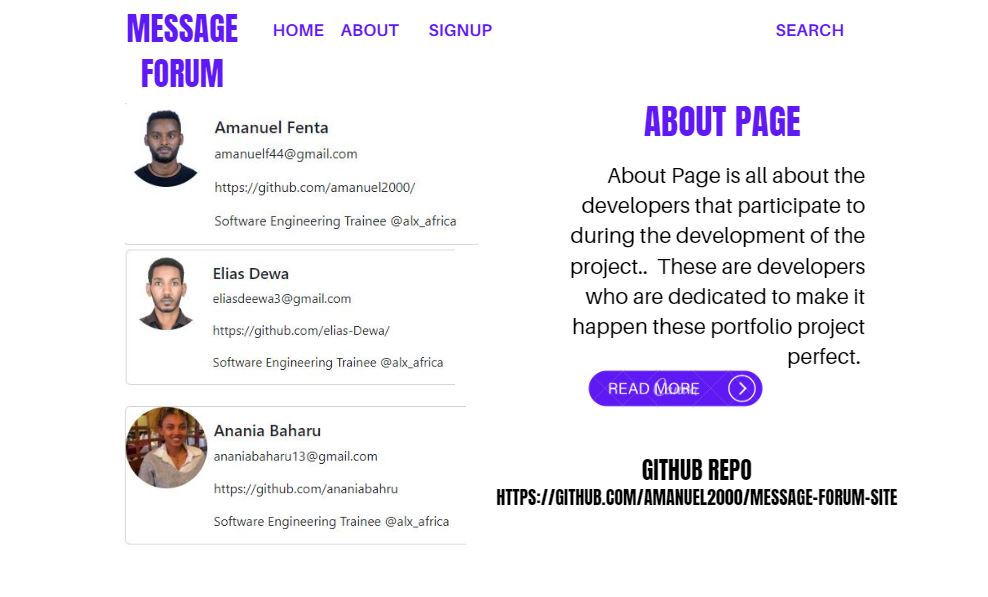 MESSAGE
FORUM
HOME ABOUT SIGNUP SEARCH
Amanuel Fenta
amanuelf44@gmail.com
https://github.com/amanuel2000/
Software Engineering Trainee @alx_africa
Elias Dewa
eliasdeewa3@gmail.com
https://github.com/elias-Dewa/
Software Engineering Trainee @alx_africa
Anania Baharu
ananiabaharu13@gmail.com
https://github.com/ananiabahru
Software Engineering Trainee @alx_africa
ABOUT PAGE
About Page is all about the
developers that participate to
during the development of the
project.. These are developers
who are dedicated to make it
happen these portfolio project
perfect.
READ MORE
GITHUB REPO
HTTPS://GITHUB.COM/AMANUEL2000/MESSAGE-FORUM-SITE